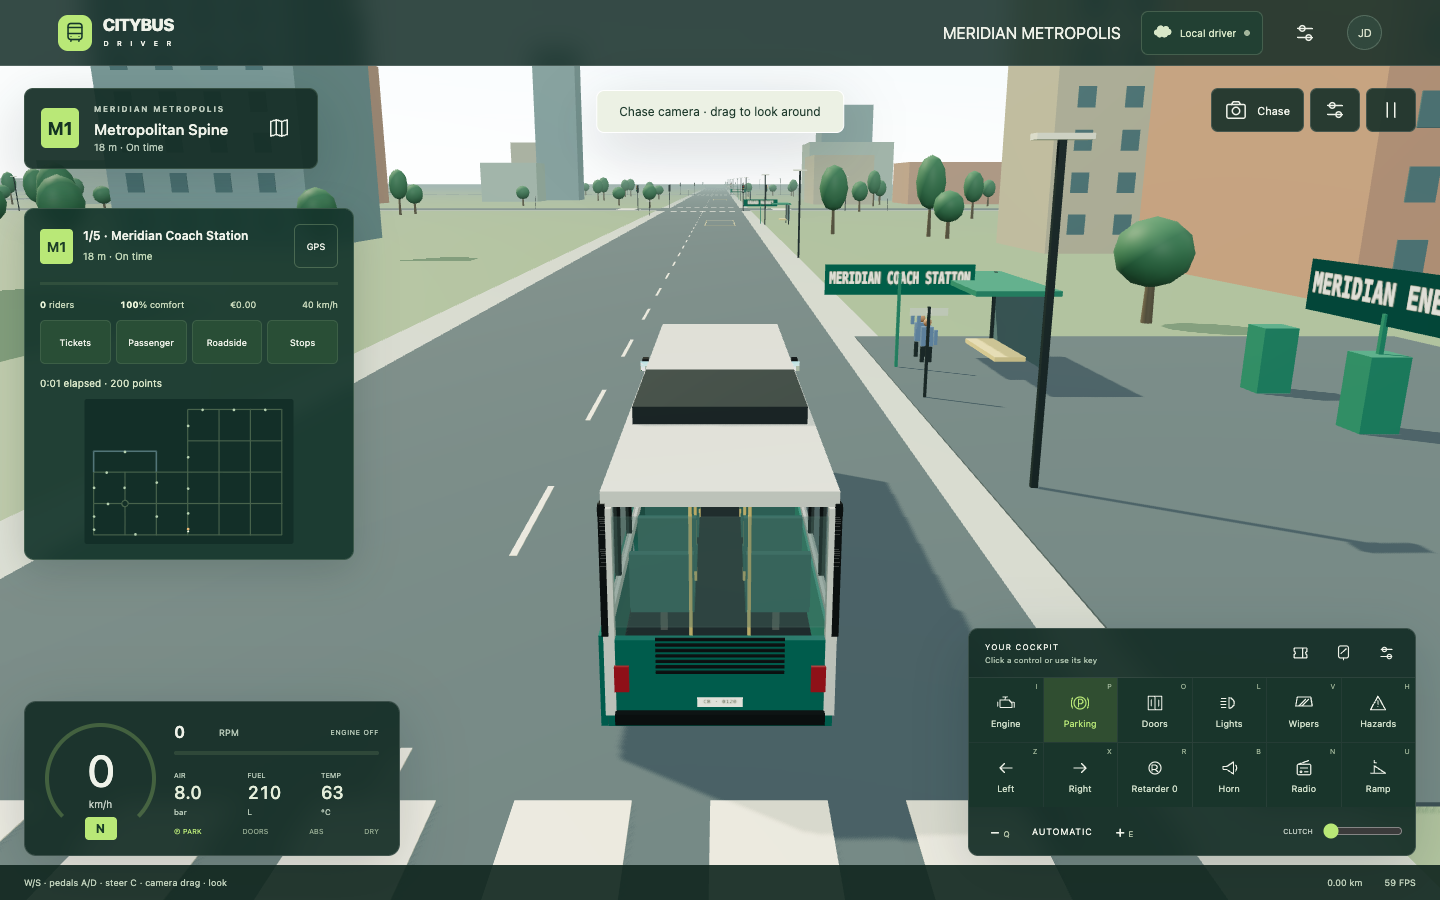 CITYBUS
DRIVER
MERIDIAN METROPOLIS
Local driver
JD
M1
MERIDIAN METROPOLIS
Metropolitan Spine
18 m · On time
Chase camera · drag to look around
Chase
M1
1/5 · Meridian Coach Station
18 m · On time
GPS
0 riders
100% comfort
€0.00
40 km/h
Tickets
Passenger
Roadside
Stops
0:01 elapsed · 200 points
MERIDIAN COACH STATION
MERIDIAN ENE
0
km/h
N
0 RPM
ENGINE OFF
AIR
8.0
bar
FUEL
210
L
TEMP
63
°C
Ⓟ PARK
DOORS
ABS
DRY
YOUR COCKPIT
Click a control or use its key
I
Engine
P
Parking
O
Doors
L
Lights
V
Wipers
H
Hazards
Z
Left
X
Right
R
Retarder 0
B
Horn
N
Radio
U
Ramp
− Q
AUTOMATIC
+ E
CLUTCH
W/S · pedals A/D · steer C · camera drag · look
0.00 km
59 FPS